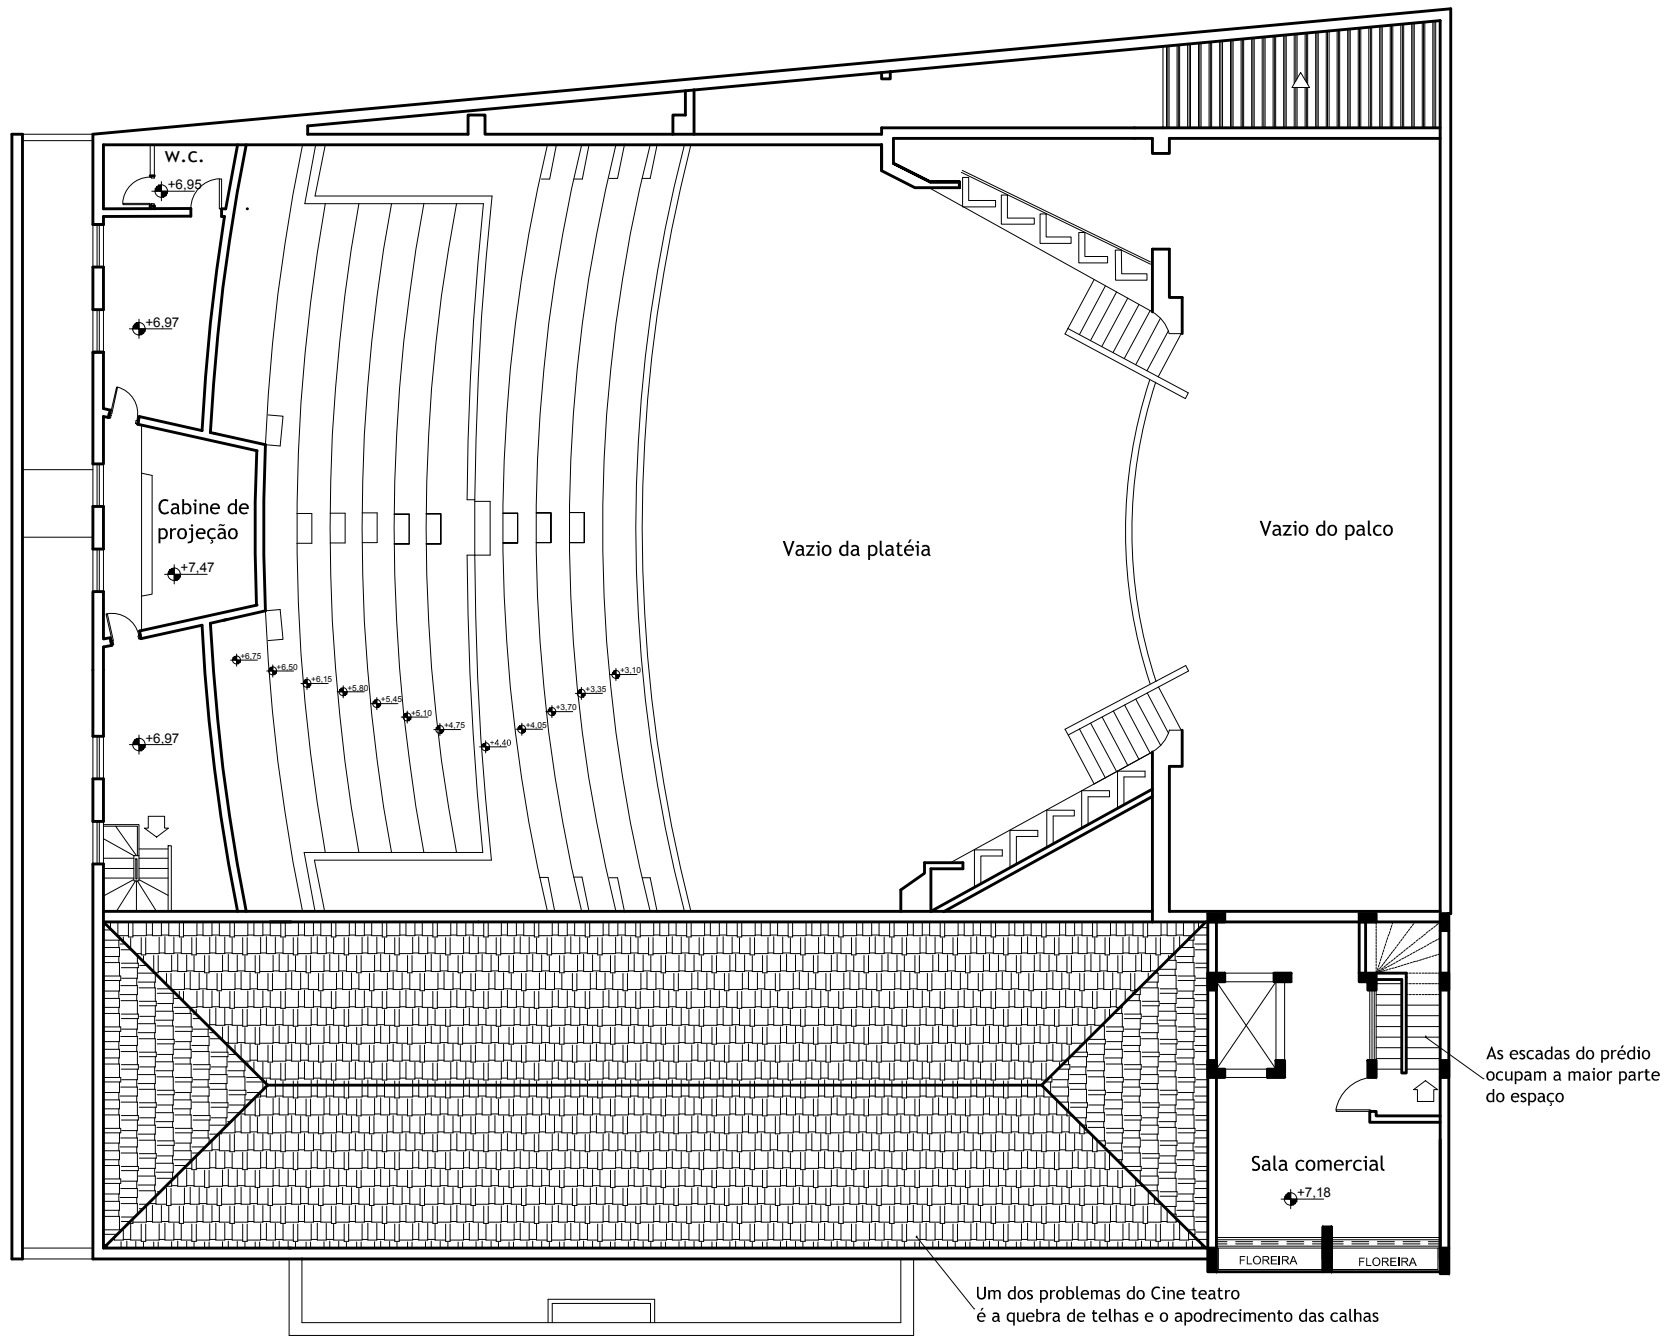 W.C.
+6,95
+6,97
Cabine de
projeção
+7,47
Vazio da platéia
Vazio do palco
+6,75
+6,50
+6,15
+5,80
+5,45
+5,10
+4,75
+4,40
+4,05
+3,70
+3,35
+3,10
+6,97
As escadas do prédio
ocupam a maior parte
do espaço
Sala comercial
+7,18
FLOREIRA
FLOREIRA
Um dos problemas do Cine teatro
é a quebra de telhas e o apodrecimento das calhas